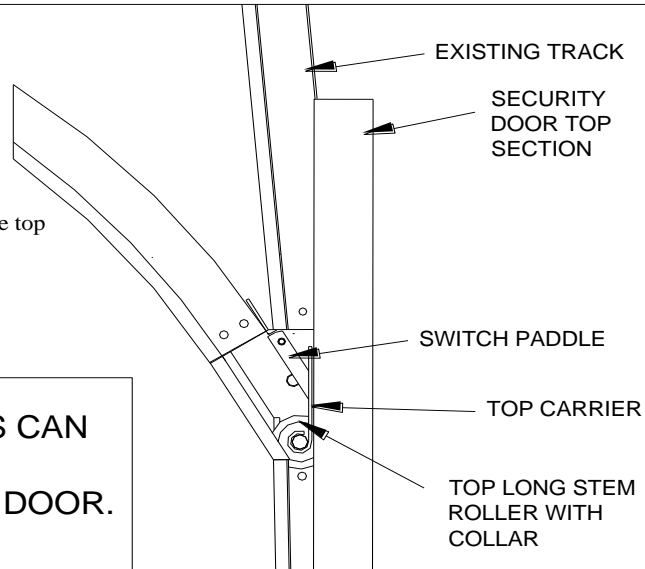 EXISTING TRACK
SECURITY
DOOR TOP
SECTION
e top
SWITCH PADDLE
S CAN
TOP CARRIER
DOOR.
TOP LONG STEM
ROLLER WITH
COLLAR